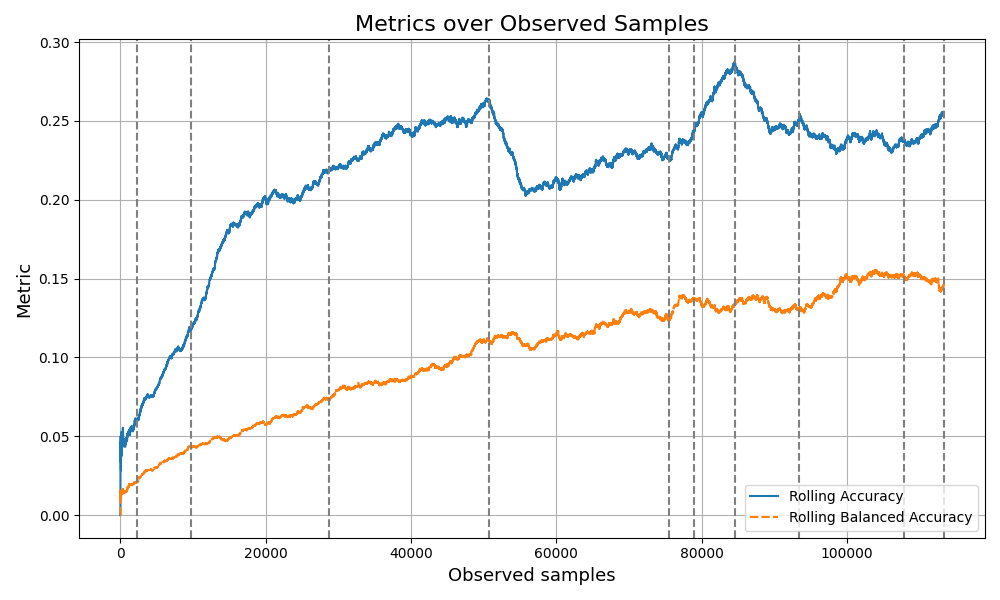 Metrics over Observed Samples
0.30
0.25
0.20
0.15
0.10
0.05
0.00
Metric
0
20000
40000
60000
80000
100000
Observed samples
Rolling Accuracy
Rolling Balanced Accuracy